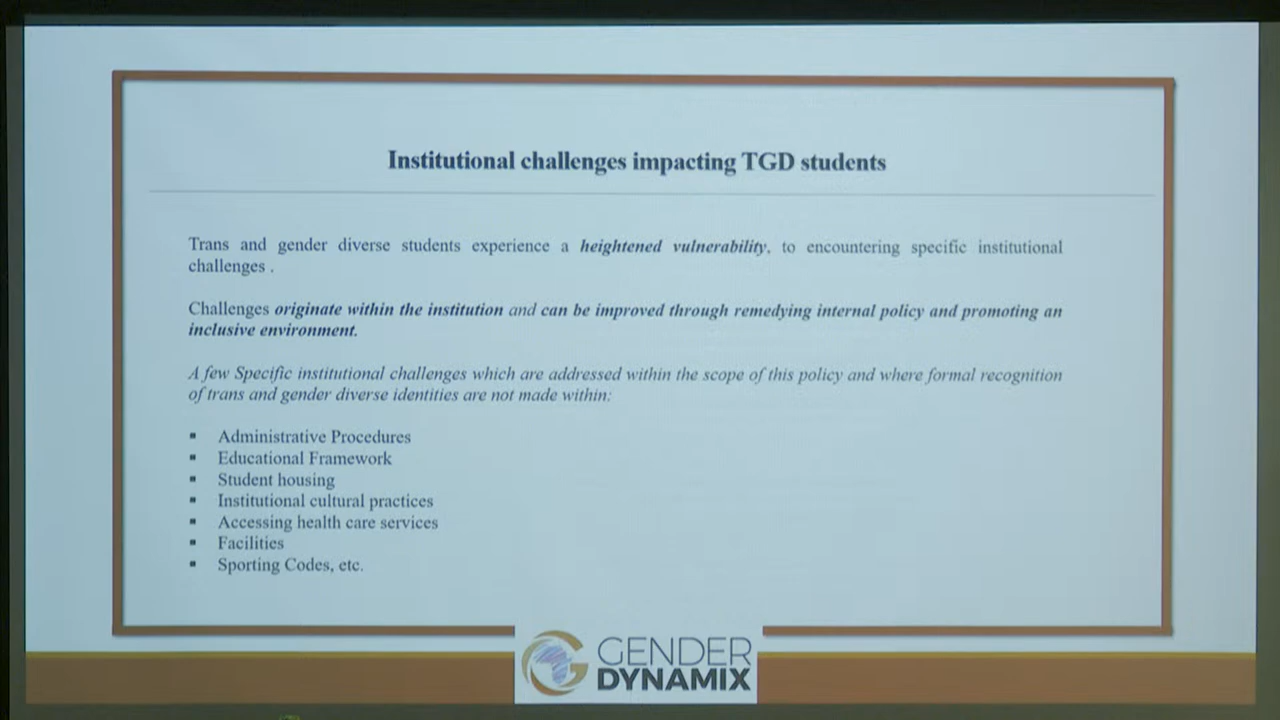 Institutional challenges impacting TGD students
Trans and gender diverse students experience a heightened vulnerability, to encountering specific institutional
challenges .
Challenges originate within the institution and can be improved through remedying internal policy and promoting an
inclusive environment.
A few Specific institutional challenges which are addressed within the scope of this policy and where formal recognition
of trans and gender diverse identities are not made within:
▪ Administrative Procedures
▪ Educational Framework
▪ Student housing
▪ Institutional cultural practices
▪ Accessing health care services
▪ Facilities
▪ Sporting Codes, etc.
GENDER
DYNAMIX